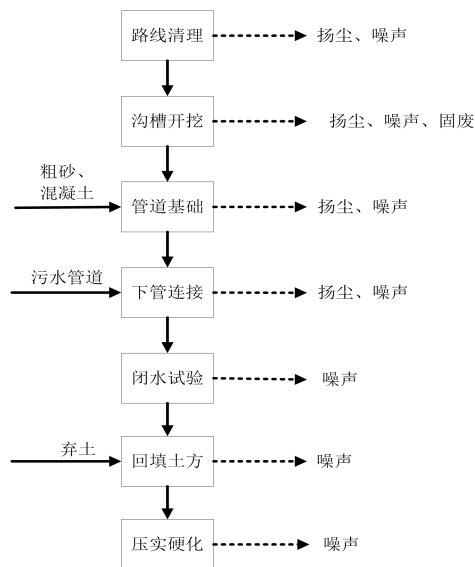 路线清理
扬尘、噪声
沟槽开挖
扬尘、噪声、固废
粗砂、
混凝土
管道基础
扬尘、噪声
污水管道
下管连接
扬尘、噪声
闭水试验
噪声
弃土
回填土方
噪声
压实硬化
噪声